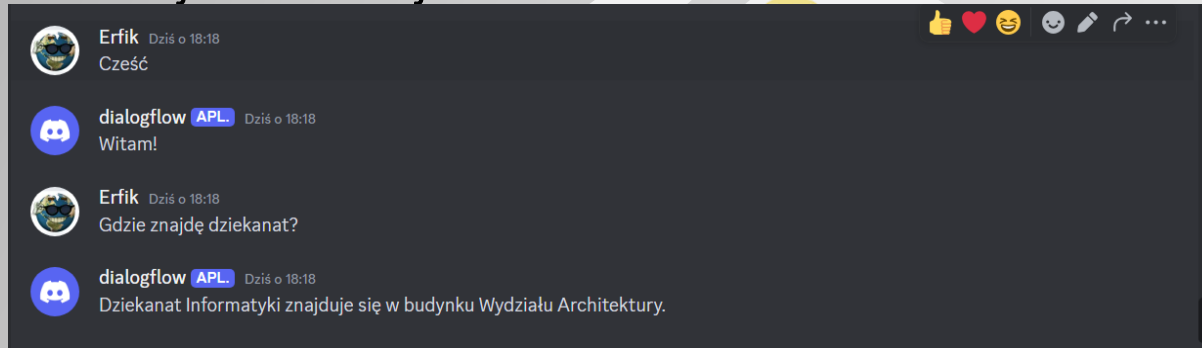 Erfik Dziś o 18:18
Cześć
dialogflow APL. Dziś o 18:18
Witam!
Erfik Dziś o 18:18
Gdzie znajdę dziekanat?
dialogflow APL. Dziś o 18:18
Dziekanat Informatyki znajduje się w budynku Wydziału Architektury.